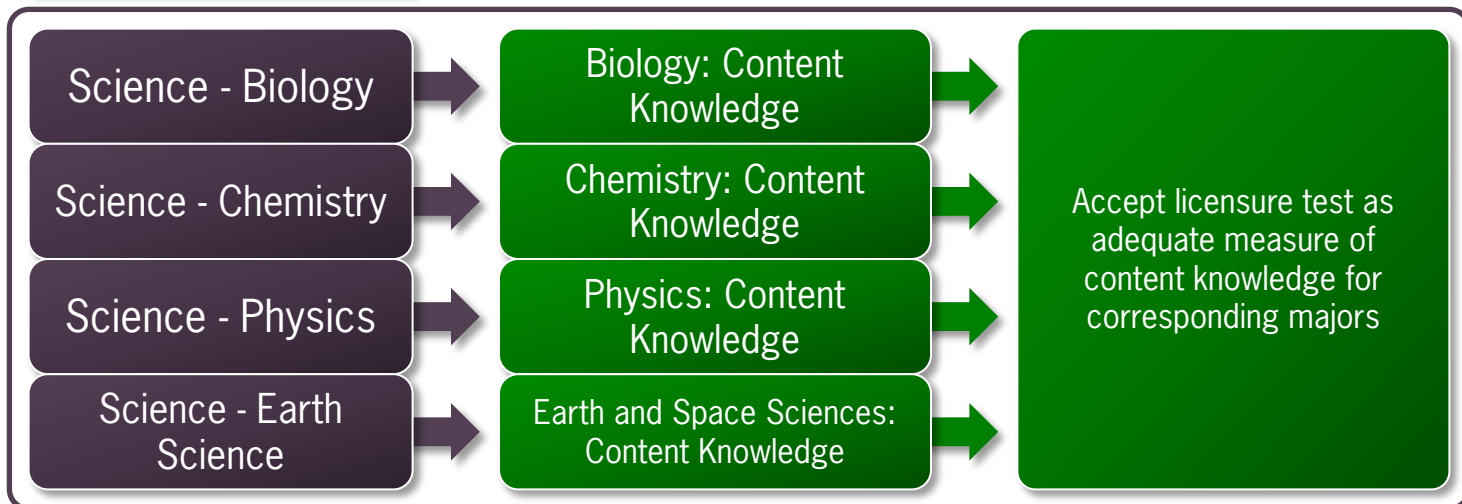 Science - Biology
Biology: Content
Knowledge
Science - Chemistry
Chemistry: Content
Knowledge
Science - Physics
Physics: Content
Knowledge
Science - Earth
Science
Earth and Space Sciences:
Content Knowledge
Accept licensure test as
adequate measure of
content knowledge for
corresponding majors